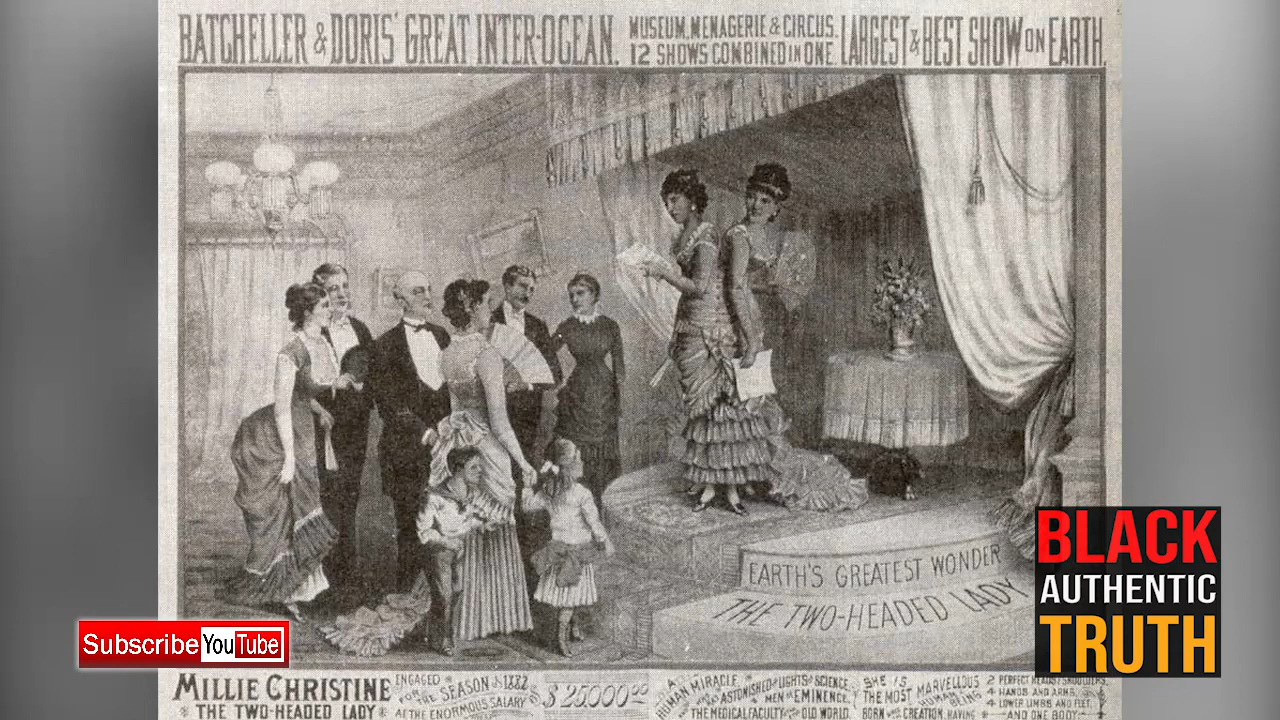 BATCHELLER & DORIS' GREAT INTER-OCEAN. MUSEUM, MENAGERIE & CIRCUS. 12 SHOWS COMBINED IN ONE. LARGEST & BEST SHOW ON EARTH
EARTH'S GREATEST WONDER
THE TWO-HEADED LADY
BLACK
AUTHENTIC
TRUTH
Subscribe YouTube
MILLIE CHRISTINE
THE TWO-HEADED LADY
ENGAGED
FOR THE SEASON OF 1882
AT THE ENORMOUS SALARY
$25000.00
A HUMAN MIRACLE
ASTONISHED THE LIGHTS OF SCIENCE,
MEN OF EMINENCE,
THE MEDICAL FACULTY OF THE OLD WORLD.
SHE IS
THE MOST MARVELLOUS
HUMAN BEING
BORN SINCE CREATION, HAVING
2 PERFECT HEADS & SHOULDERS,
4 HANDS AND ARMS,
4 LOWER LIMBS AND FEET,
AND ONE BODY